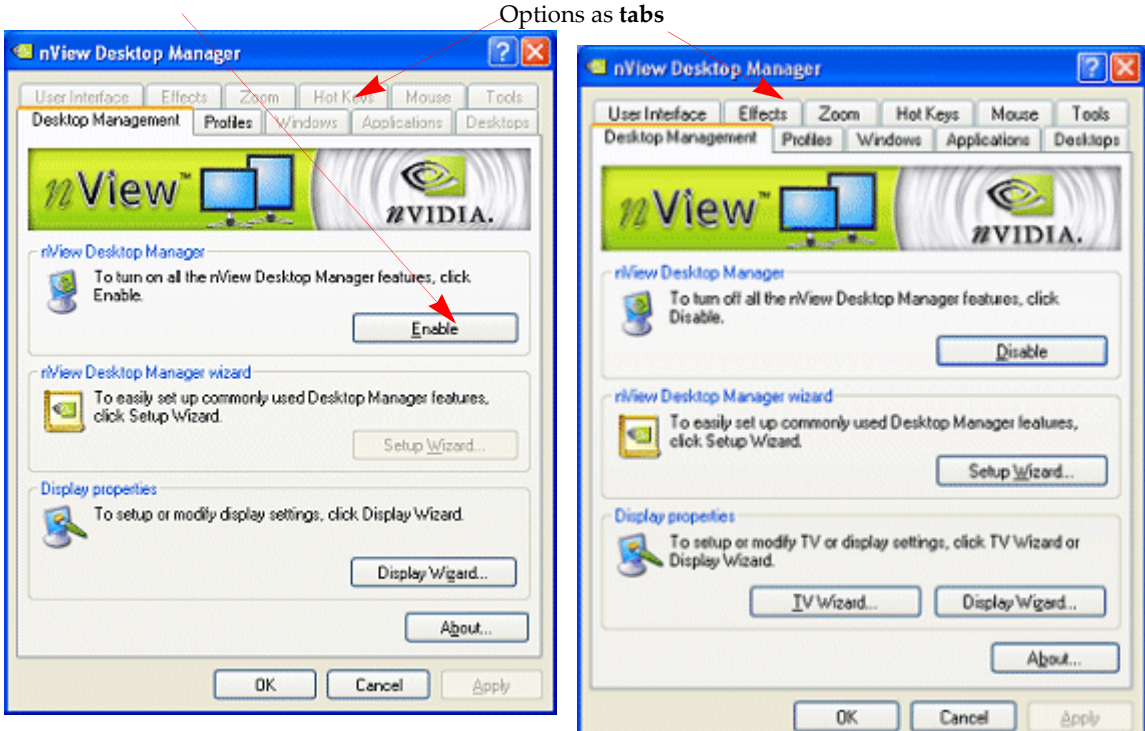 Options as tabs
nView Desktop Manager
User Interface Effects Zoom Hot Keys Mouse Tools
Desktop Management Profiles Windows Applications Desktops
nView™ nVIDIA.
nView Desktop Manager
To turn on all the nView Desktop Manager features, click
Enable.
Enable
nView Desktop Manager wizard
To easily set up commonly used Desktop Manager features,
click Setup Wizard.
Setup Wizard...
Display properties
To setup or modify display settings, click Display Wizard.
Display Wizard...
About...
OK Cancel Apply
nView Desktop Manager
User Interface Effects Zoom Hot Keys Mouse Tools
Desktop Management Profiles Windows Applications Desktops
nView™ nVIDIA.
nView Desktop Manager
To turn off all the nView Desktop Manager features, click
Disable.
Disable
nView Desktop Manager wizard
To easily set up commonly used Desktop Manager features,
click Setup Wizard.
Setup Wizard...
Display properties
To setup or modify TV or display settings, click TV Wizard or
Display Wizard.
TV Wizard... Display Wizard...
About...
OK Cancel Apply